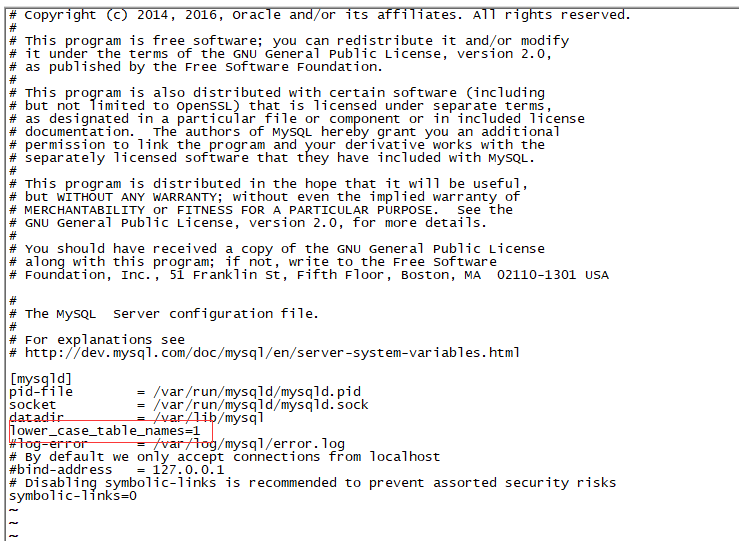 # Copyright (c) 2014, 2016, Oracle and/or its affiliates. All rights reserved.
#
# This program is free software; you can redistribute it and/or modify
# it under the terms of the GNU General Public License, version 2.0,
# as published by the Free Software Foundation.
#
# This program is also distributed with certain software (including
# but not limited to OpenSSL) that is licensed under separate terms,
# as designated in a particular file or component or in included license
# documentation.  The authors of MySQL hereby grant you an additional
# permission to link the program and your derivative works with the
# separately licensed software that they have included with MySQL.
#
# This program is distributed in the hope that it will be useful,
# but WITHOUT ANY WARRANTY; without even the implied warranty of
# MERCHANTABILITY or FITNESS FOR A PARTICULAR PURPOSE.  See the
# GNU General Public License, version 2.0, for more details.
#
# You should have received a copy of the GNU General Public License
# along with this program; if not, write to the Free Software
# Foundation, Inc., 51 Franklin St, Fifth Floor, Boston, MA  02110-1301 USA

#
# The MySQL  Server configuration file.
#
# For explanations see
# http://dev.mysql.com/doc/mysql/en/server-system-variables.html

[mysqld]
pid-file        = /var/run/mysqld/mysqld.pid
socket          = /var/run/mysqld/mysqld.sock
datadir         = /var/lib/mysql
lower_case_table_names=1
#log-error      = /var/log/mysql/error.log
# By default we only accept connections from localhost
#bind-address   = 127.0.0.1
# Disabling symbolic-links is recommended to prevent assorted security risks
symbolic-links=0
~
~
~